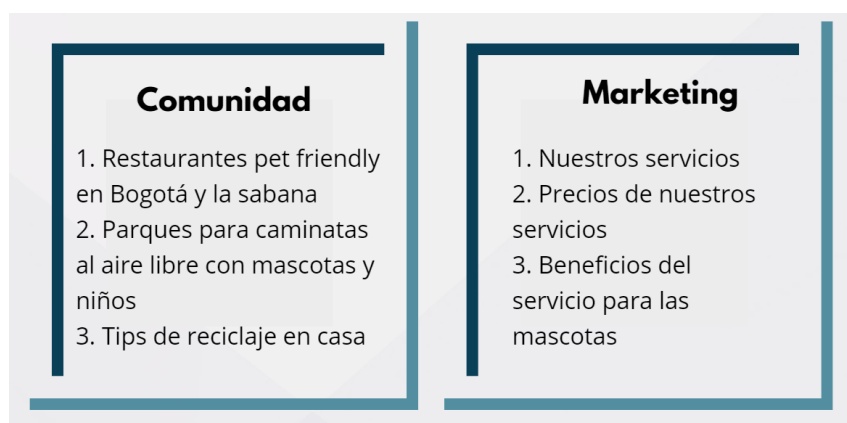 Comunidad
1. Restaurantes pet friendly
en Bogotá y la sabana
2. Parques para caminatas
al aire libre con mascotas y
niños
3. Tips de reciclaje en casa
Marketing
1. Nuestros servicios
2. Precios de nuestros
servicios
3. Beneficios del
servicio para las
mascotas